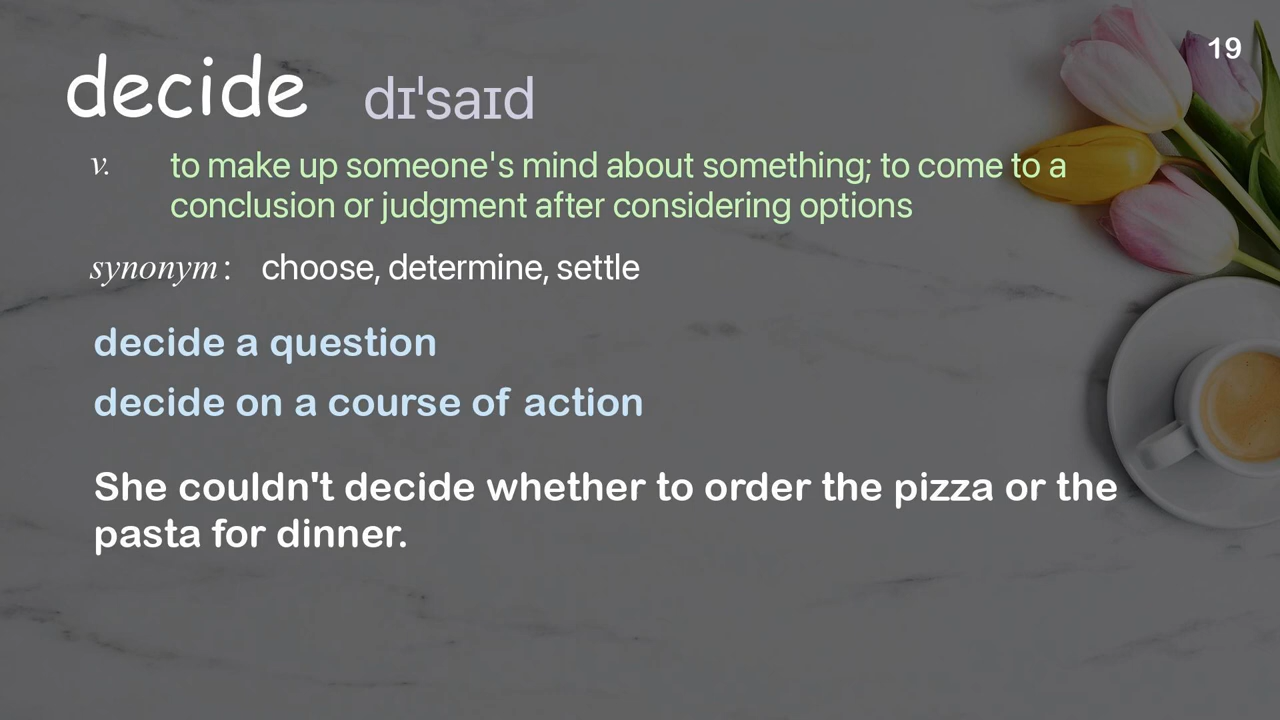 19
decide dɪˈsaɪd
v. to make up someone's mind about something; to come to a
conclusion or judgment after considering options
synonym: choose, determine, settle
decide a question
decide on a course of action
She couldn't decide whether to order the pizza or the
pasta for dinner.